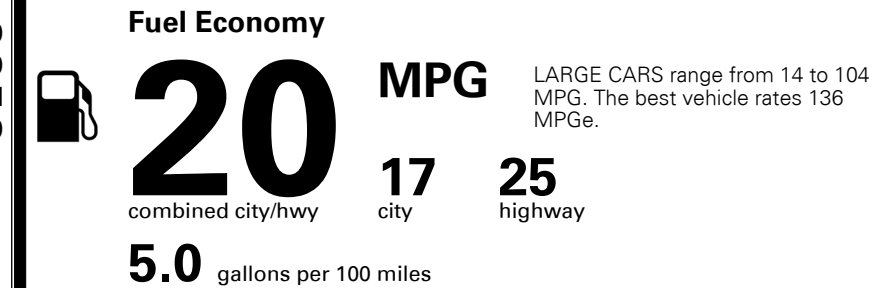 Fuel Economy
20 MPG
LARGE CARS range from 14 to 104
MPG. The best vehicle rates 136
MPGe.
17 25
combined city/hwy city highway
5.0 gallons per 100 miles